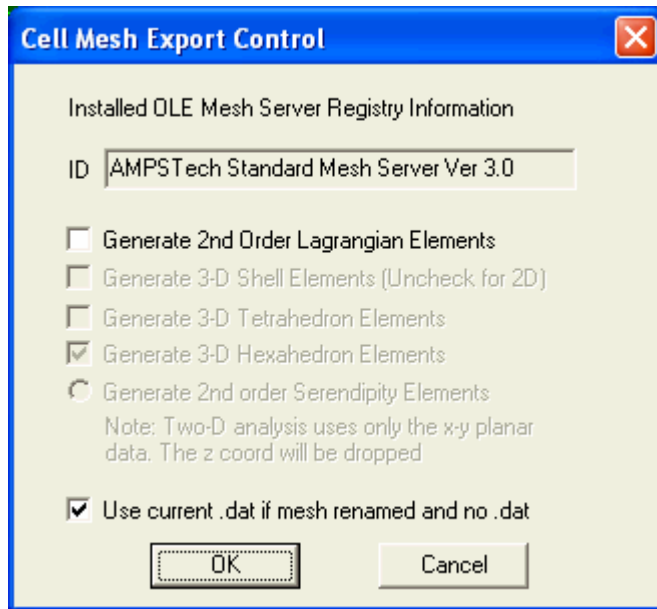 Cell Mesh Export Control
Installed OLE Mesh Server Registry Information
ID AMPSTech Standard Mesh Server Ver 3.0
Generate 2nd Order Lagrangian Elements
Generate 3-D Shell Elements (Uncheck for 2D)
Generate 3-D Tetrahedron Elements
Generate 3-D Hexahedron Elements
Generate 2nd order Serendipity Elements
Note: Two-D analysis uses only the x-y planar
data. The z coord will be dropped
Use current .dat if mesh renamed and no .dat
OK Cancel